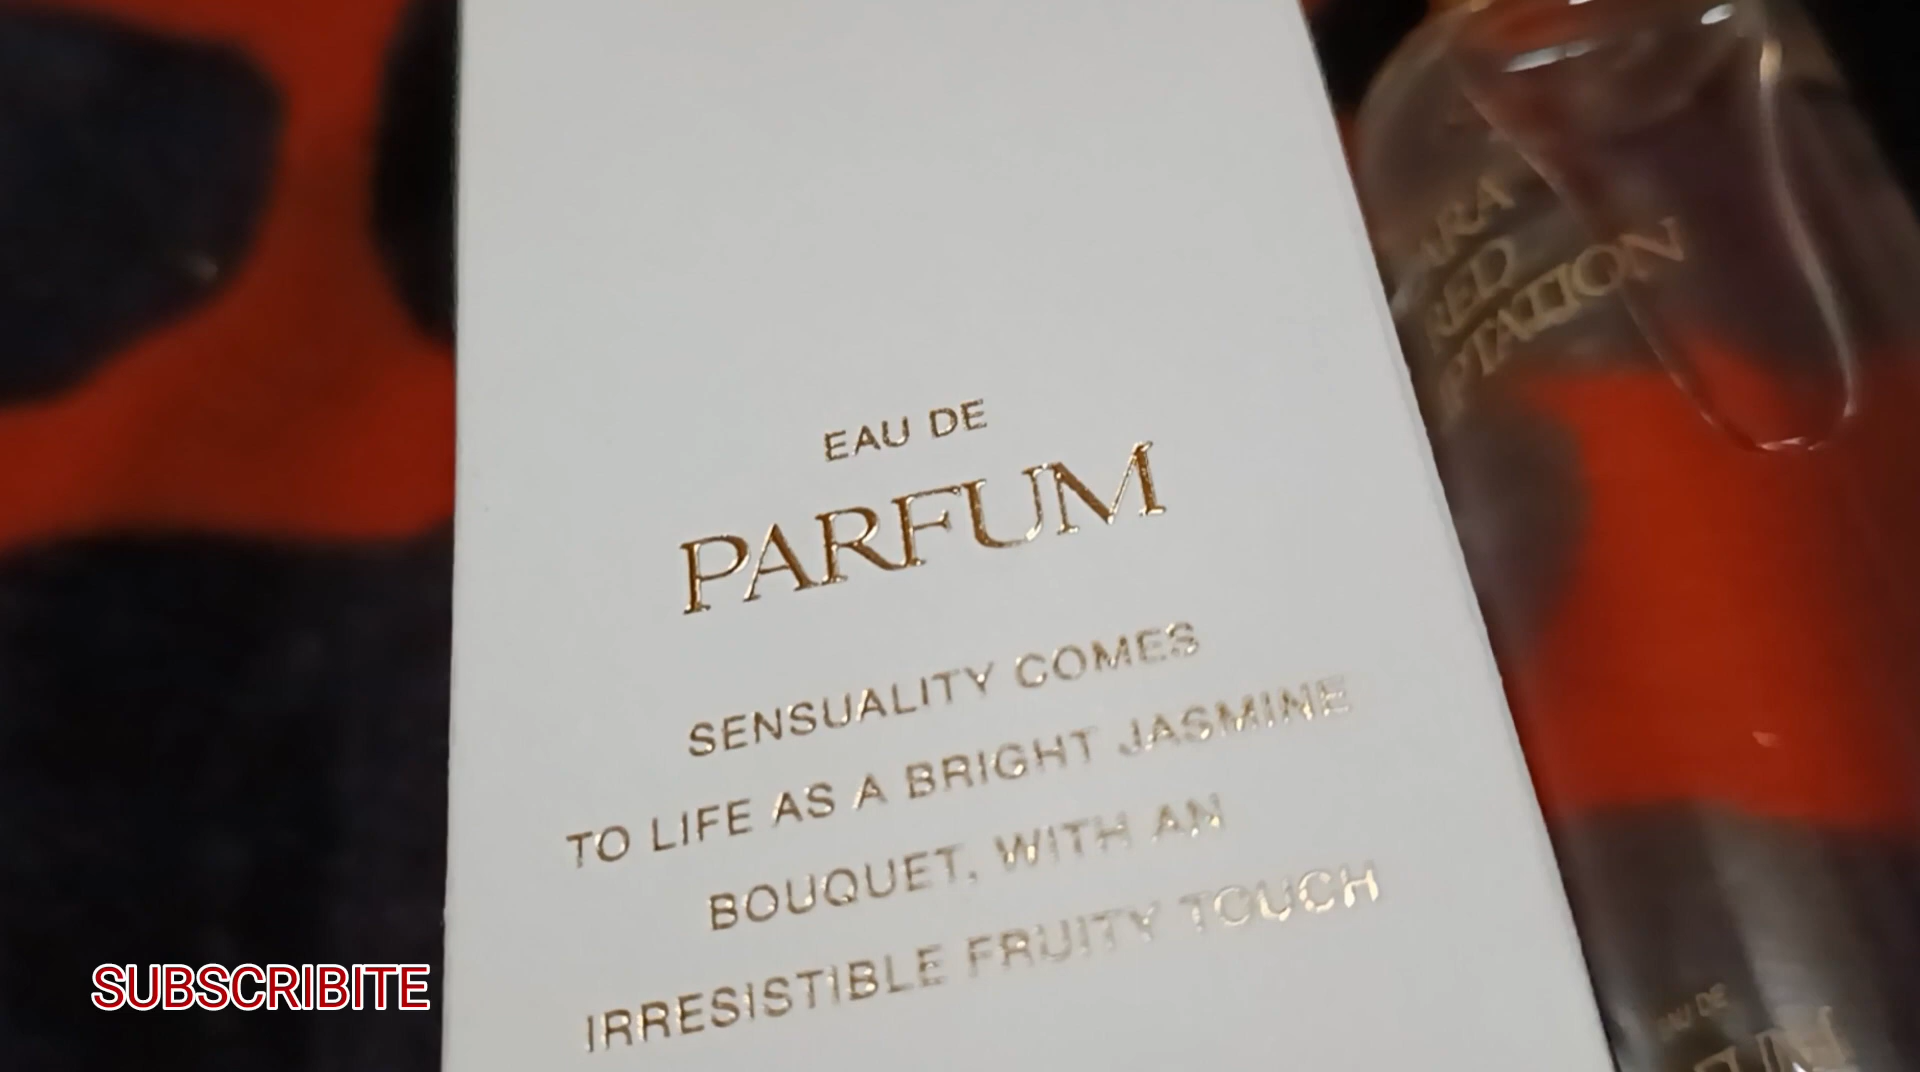 EAU DE
PARFUM
SENSUALITY COMES
TO LIFE AS A BRIGHT JASMINE
BOUQUET, WITH AN
IRRESISTIBLE FRUITY TOUCH
RED
SUBSCRIBITE